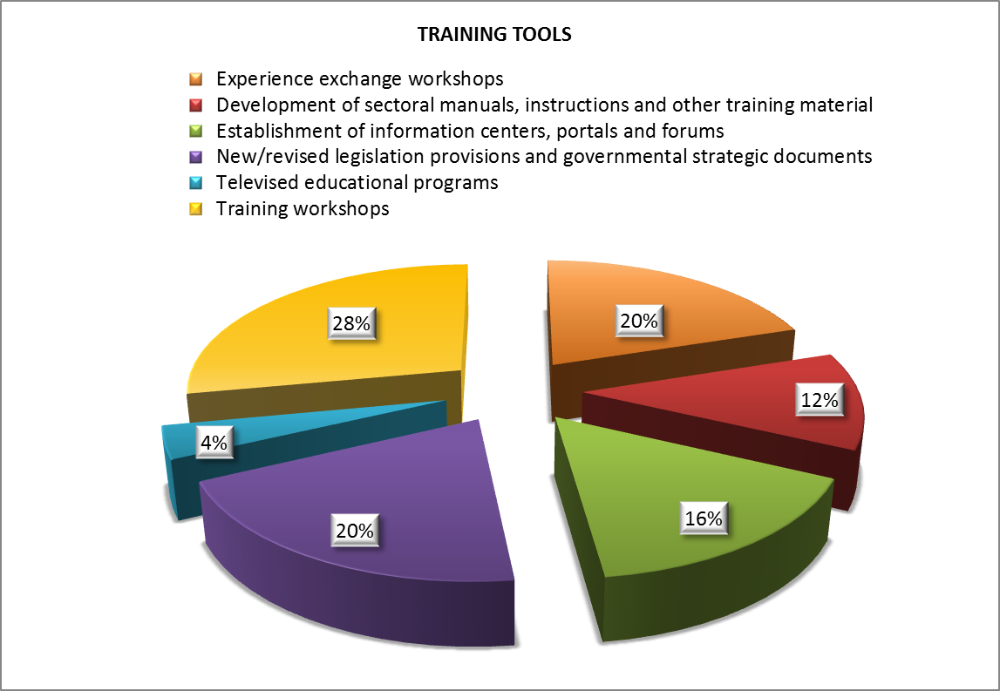 TRAINING TOOLS
Experience exchange workshops
Development of sectoral manuals, instructions and other training material
Establishment of information centers, portals and forums
New/revised legislation provisions and governmental strategic documents
Televised educational programs
Training workshops
28%
20%
12%
4%
16%
20%